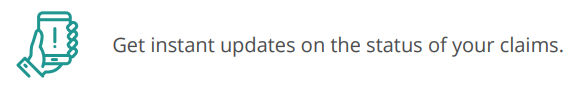 Get instant updates on the status of your claims.